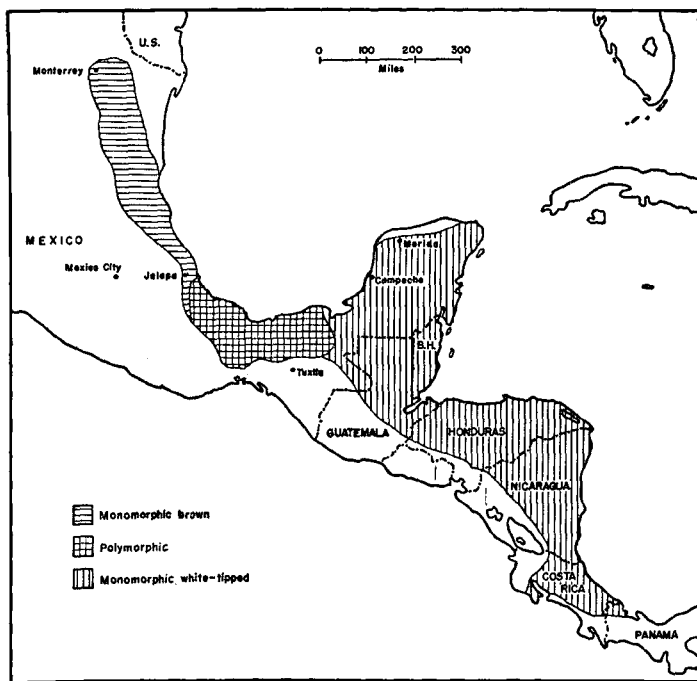 U.S.
Monterrey
0 100 200 300
Miles
MEXICO
Mexico City
Jalapa
Merida
Campeche
B.H.
Tuxtla
GUATEMALA
HONDURAS
NICARAGUA
COSTA
RICA
PANAMA
Monomorphic brown
Polymorphic
Monomorphic white-tipped